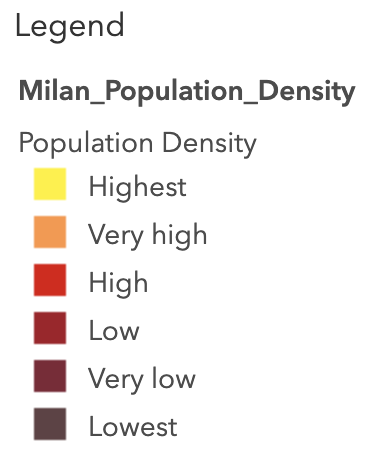 Legend
Milan_Population_Density
Population Density
Highest
Very high
High
Low
Very low
Lowest